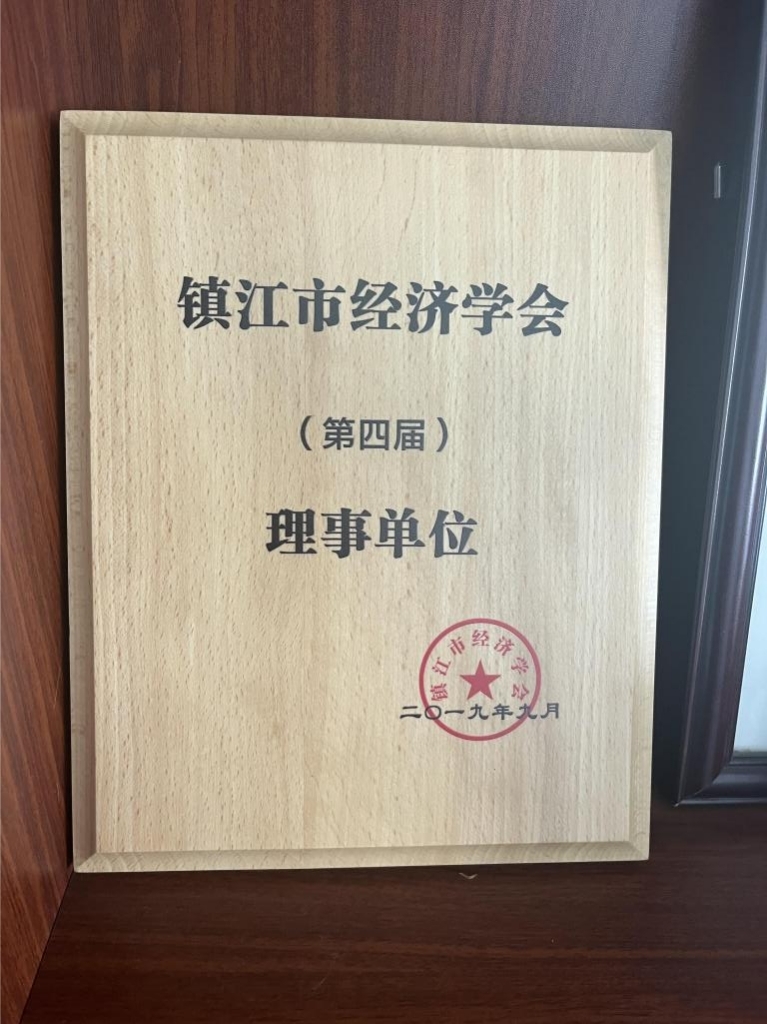 镇江市经济学会
（第四届）
理事单位
镇江市经济学会
二〇一九年九月